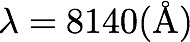 λ = 8140(Å)